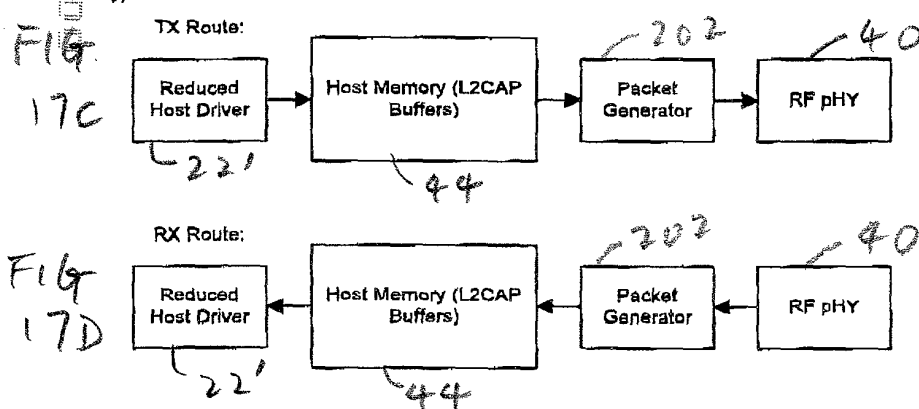 TX Route:
FIG
17C
Reduced
Host Driver
22'
Host Memory (L2CAP
Buffers)
44
Packet
Generator
202
RF pHY
40
RX Route:
FIG
17D
Reduced
Host Driver
22'
Host Memory (L2CAP
Buffers)
44
Packet
Generator
202
RF pHY
40